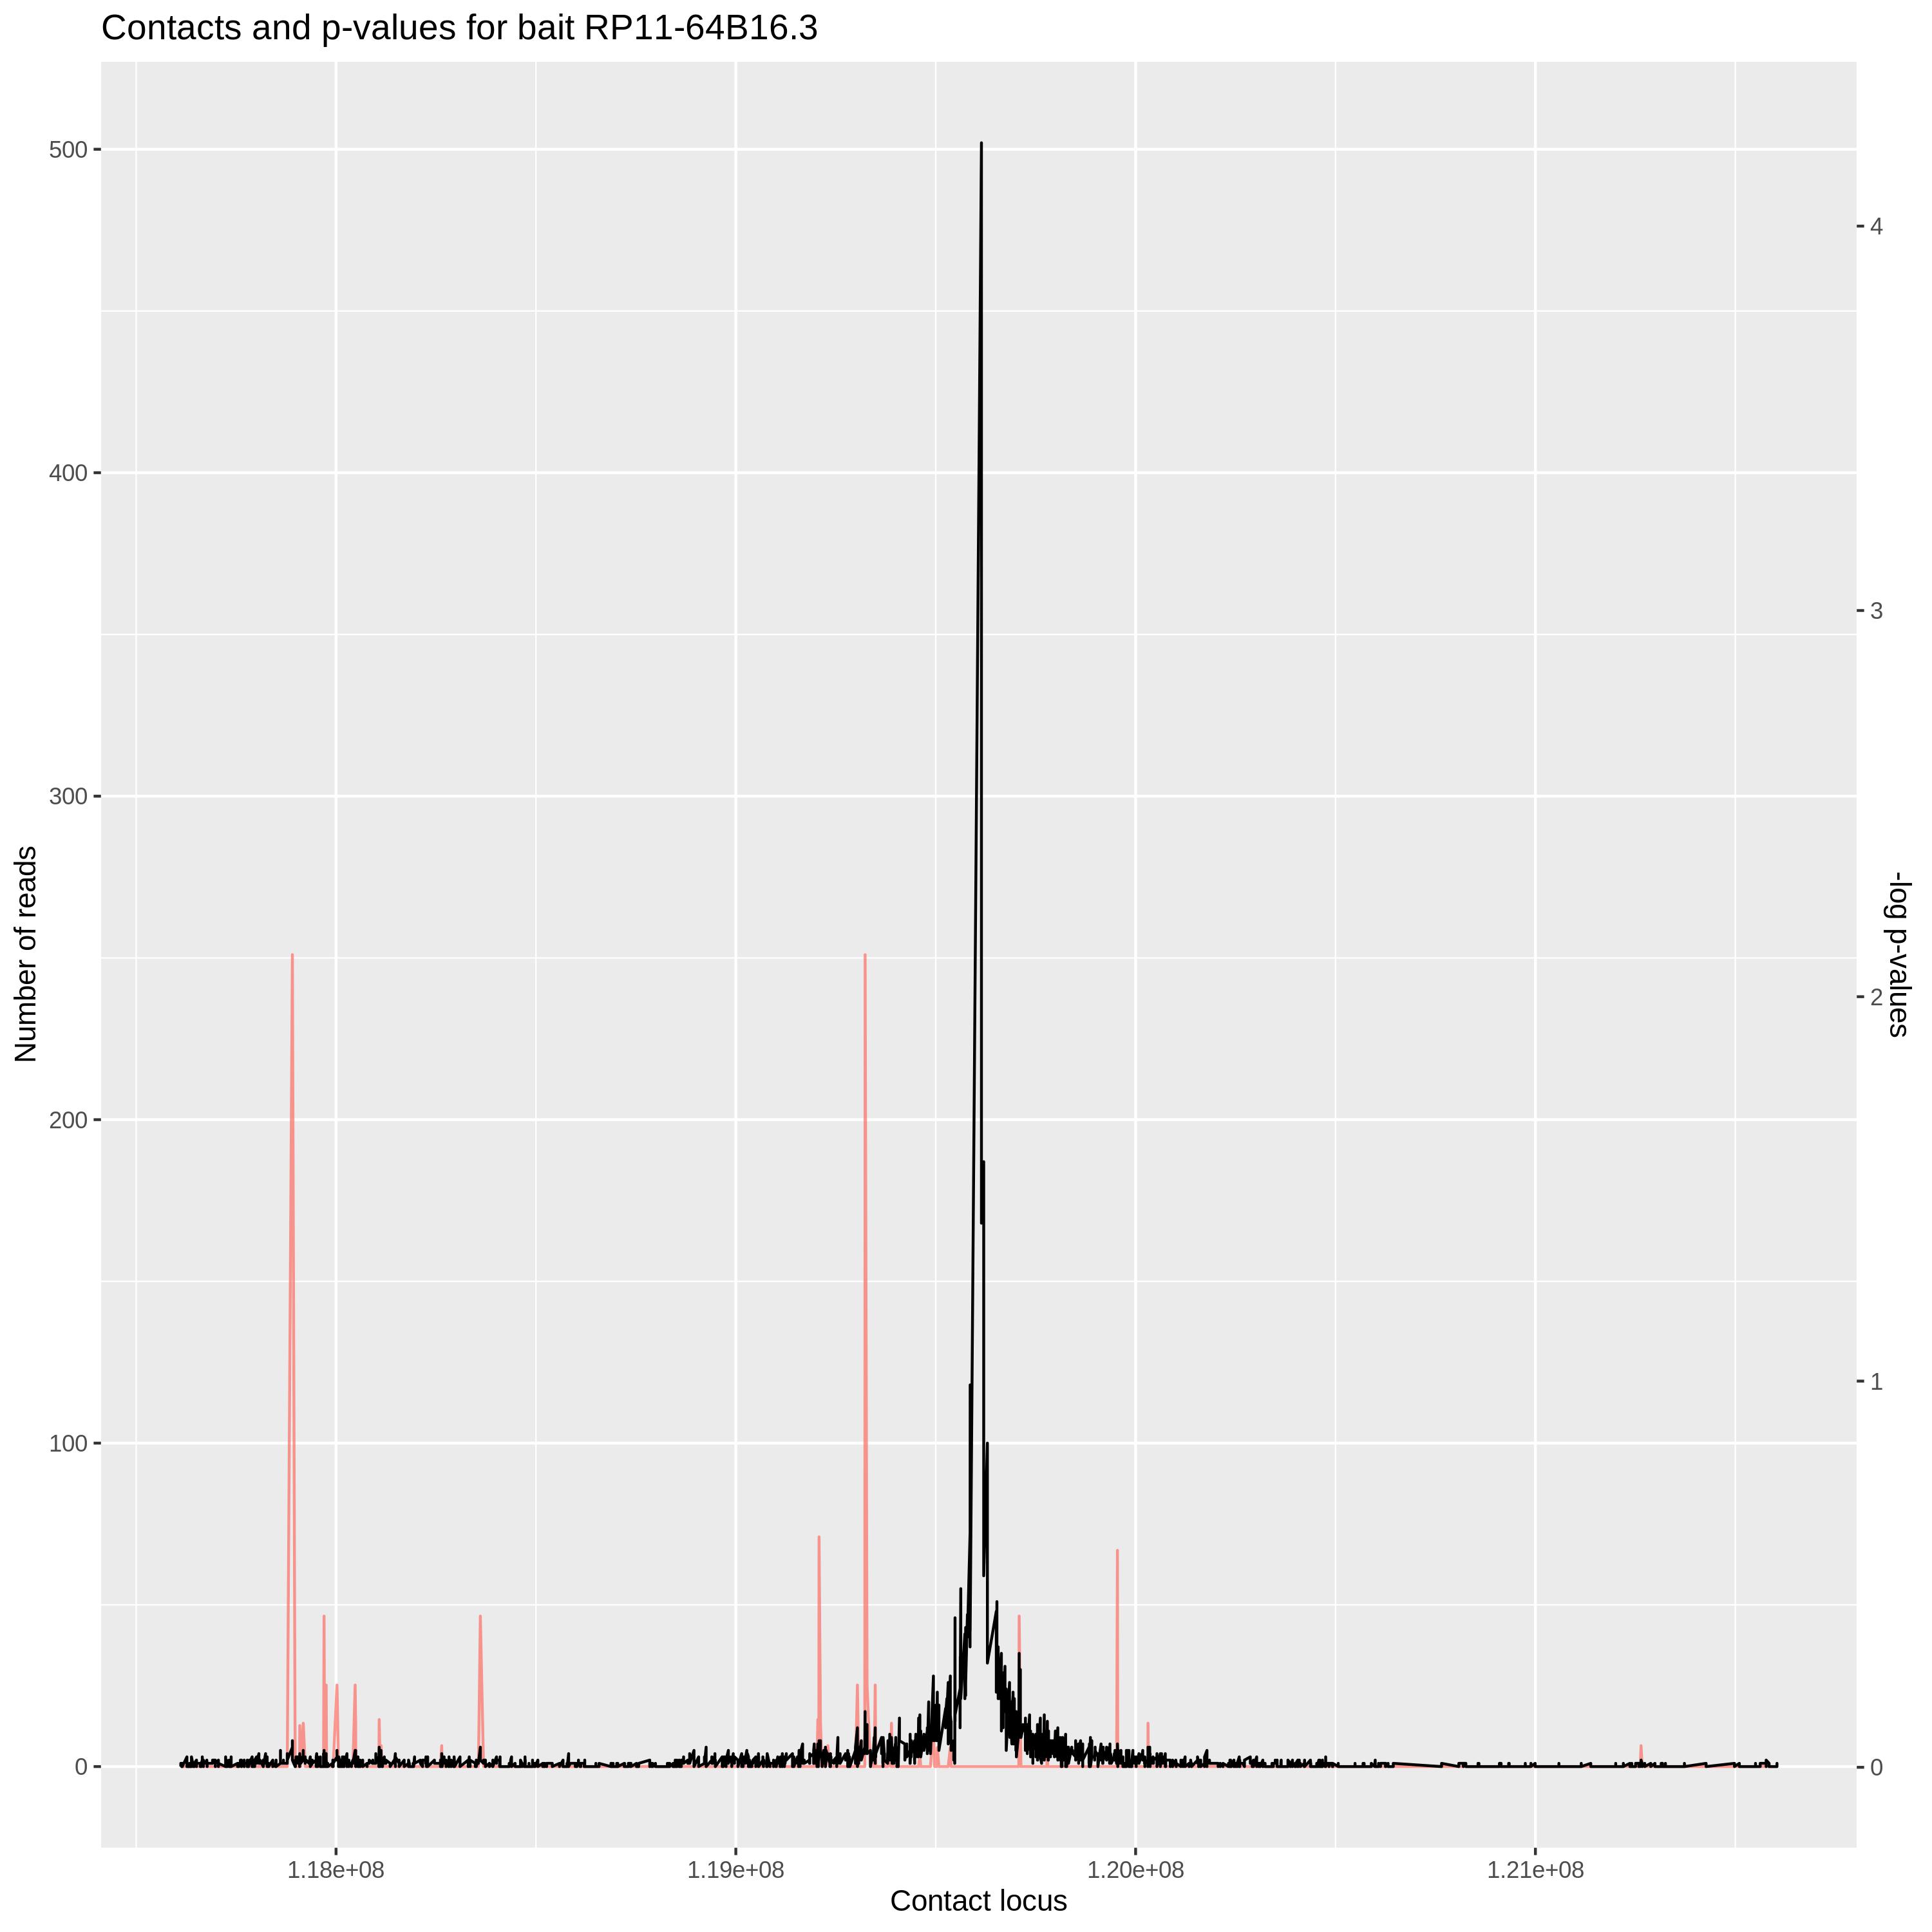 Contacts and p-values for bait RP11-64B16.3
500
400
300
200
100
0
Number of reads
4
3
2
1
0
-log p-values
1.18e+08 1.19e+08 1.20e+08 1.21e+08
Contact locus